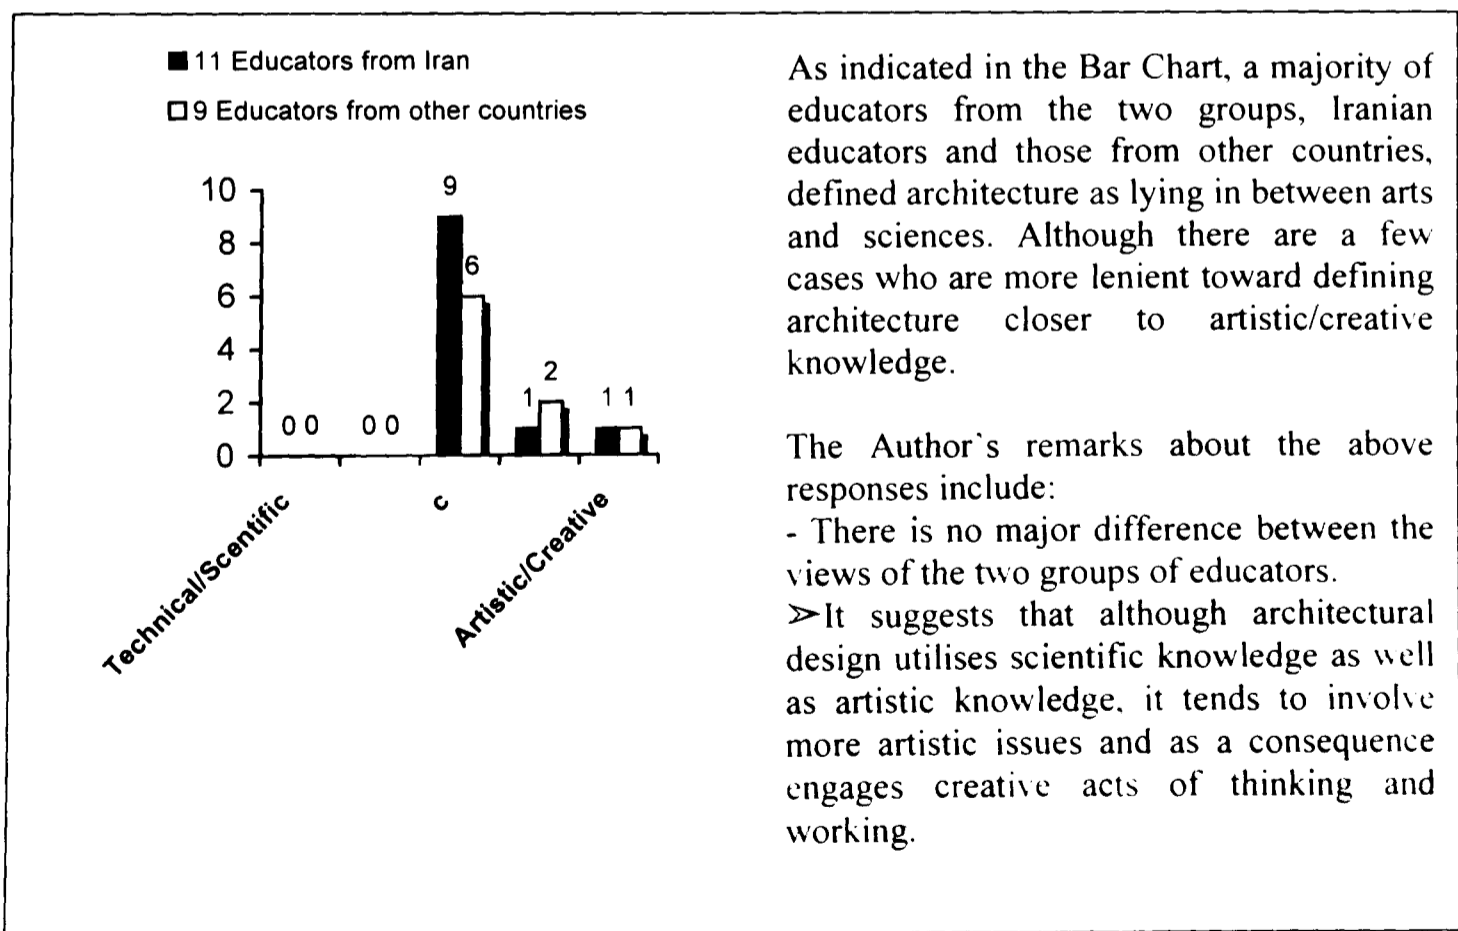 ■ 11 Educators from Iran
□ 9 Educators from other countries
10
8
6
4
2
0
0 0
0 0
9
6
1
2
1 1
Technical/Scentific
c
Artistic/Creative
As indicated in the Bar Chart, a majority of
educators from the two groups, Iranian
educators and those from other countries,
defined architecture as lying in between arts
and sciences. Although there are a few
cases who are more lenient toward defining
architecture closer to artistic/creative
knowledge.
The Author`s remarks about the above
responses include:
- There is no major difference between the
views of the two groups of educators.
➢It suggests that although architectural
design utilises scientific knowledge as well
as artistic knowledge, it tends to involve
more artistic issues and as a consequence
engages creative acts of thinking and
working.